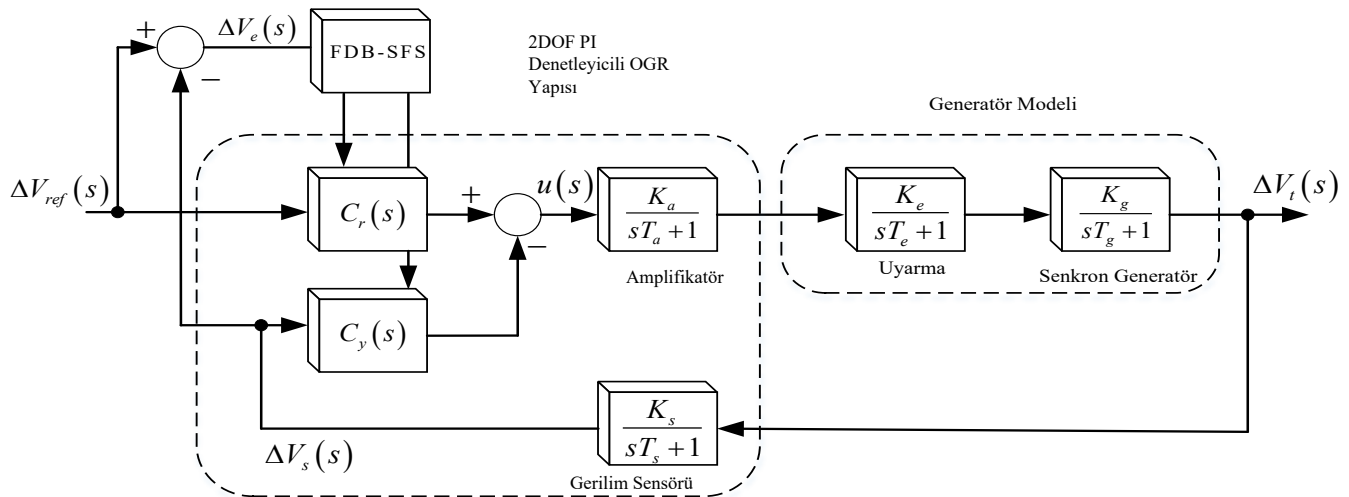 +
−
ΔV_e(s)
FDB-SFS
2DOF PI
Denetleyicili OGR
Yapısı
Generatör Modeli
ΔV_ref(s)
C_r(s)
+
−
u(s)
K_a
sT_a + 1
Amplifikatör
K_e
sT_e + 1
Uyarma
K_g
sT_g + 1
Senkron Generatör
ΔV_t(s)
C_y(s)
K_s
sT_s + 1
ΔV_s(s)
Gerilim Sensörü